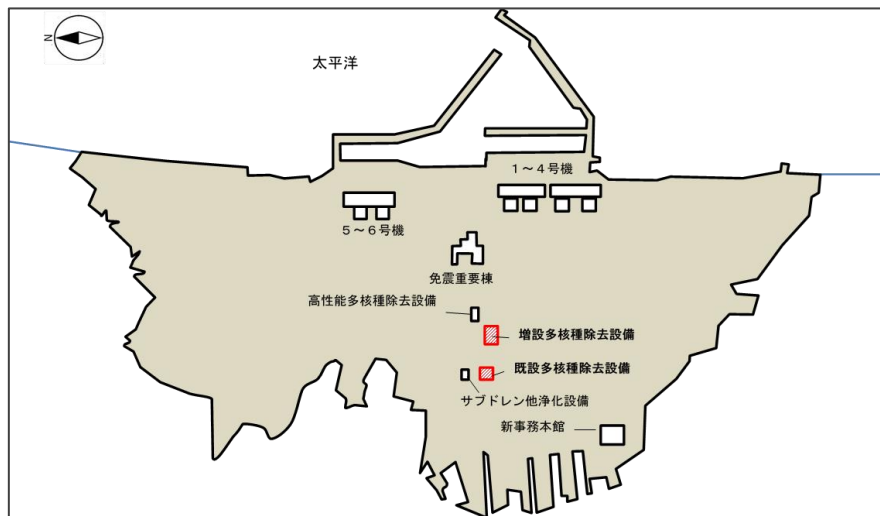 N
太平洋
1~4号機
5~6号機
免震重要棟
高性能多核種除去設備
増設多核種除去設備
既設多核種除去設備
サブドレン他浄化設備
新事務本館